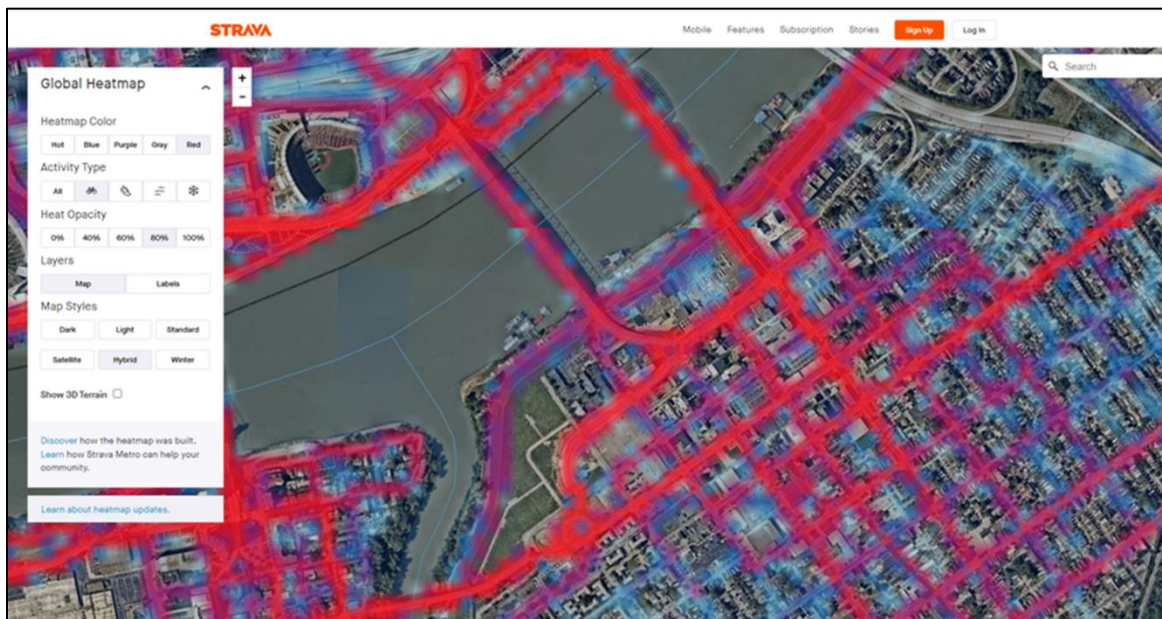 STRAVA
Mobile Features Subscription Stories Sign Up Log In
Global Heatmap
+
-
Search
Heatmap Color
Hot Blue Purple Gray Red
Activity Type
All
Heat Opacity
0% 40% 60% 80% 100%
Layers
Map Labels
Map Styles
Dark Light Standard
Satellite Hybrid Winter
Show 3D Terrain
Discover how the heatmap was built.
Learn how Strava Metro can help your
community.
Learn about heatmap updates.